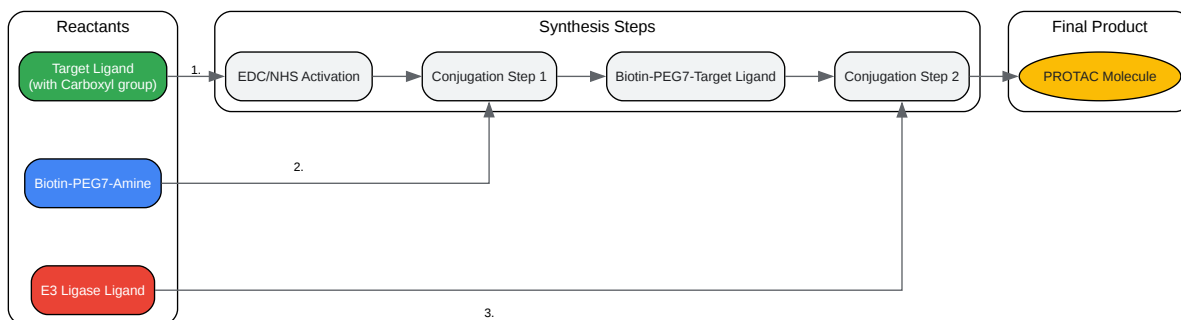 Reactants
Synthesis Steps
Final Product
Target Ligand
(with Carboxyl group)
1.
EDC/NHS Activation
Conjugation Step 1
Biotin-PEG7-Target Ligand
Conjugation Step 2
PROTAC Molecule
Biotin-PEG7-Amine
2.
E3 Ligase Ligand
3.